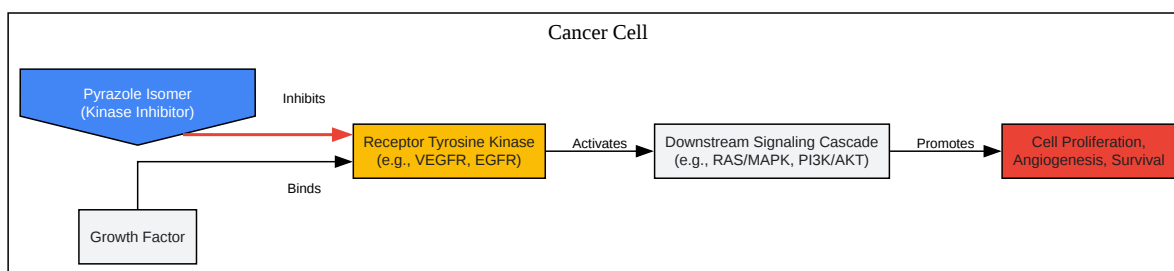 Cancer Cell
Pyrazole Isomer
(Kinase Inhibitor)
Inhibits
Receptor Tyrosine Kinase
(e.g., VEGFR, EGFR)
Activates
Downstream Signaling Cascade
(e.g., RAS/MAPK, PI3K/AKT)
Promotes
Cell Proliferation,
Angiogenesis, Survival
Binds
Growth Factor